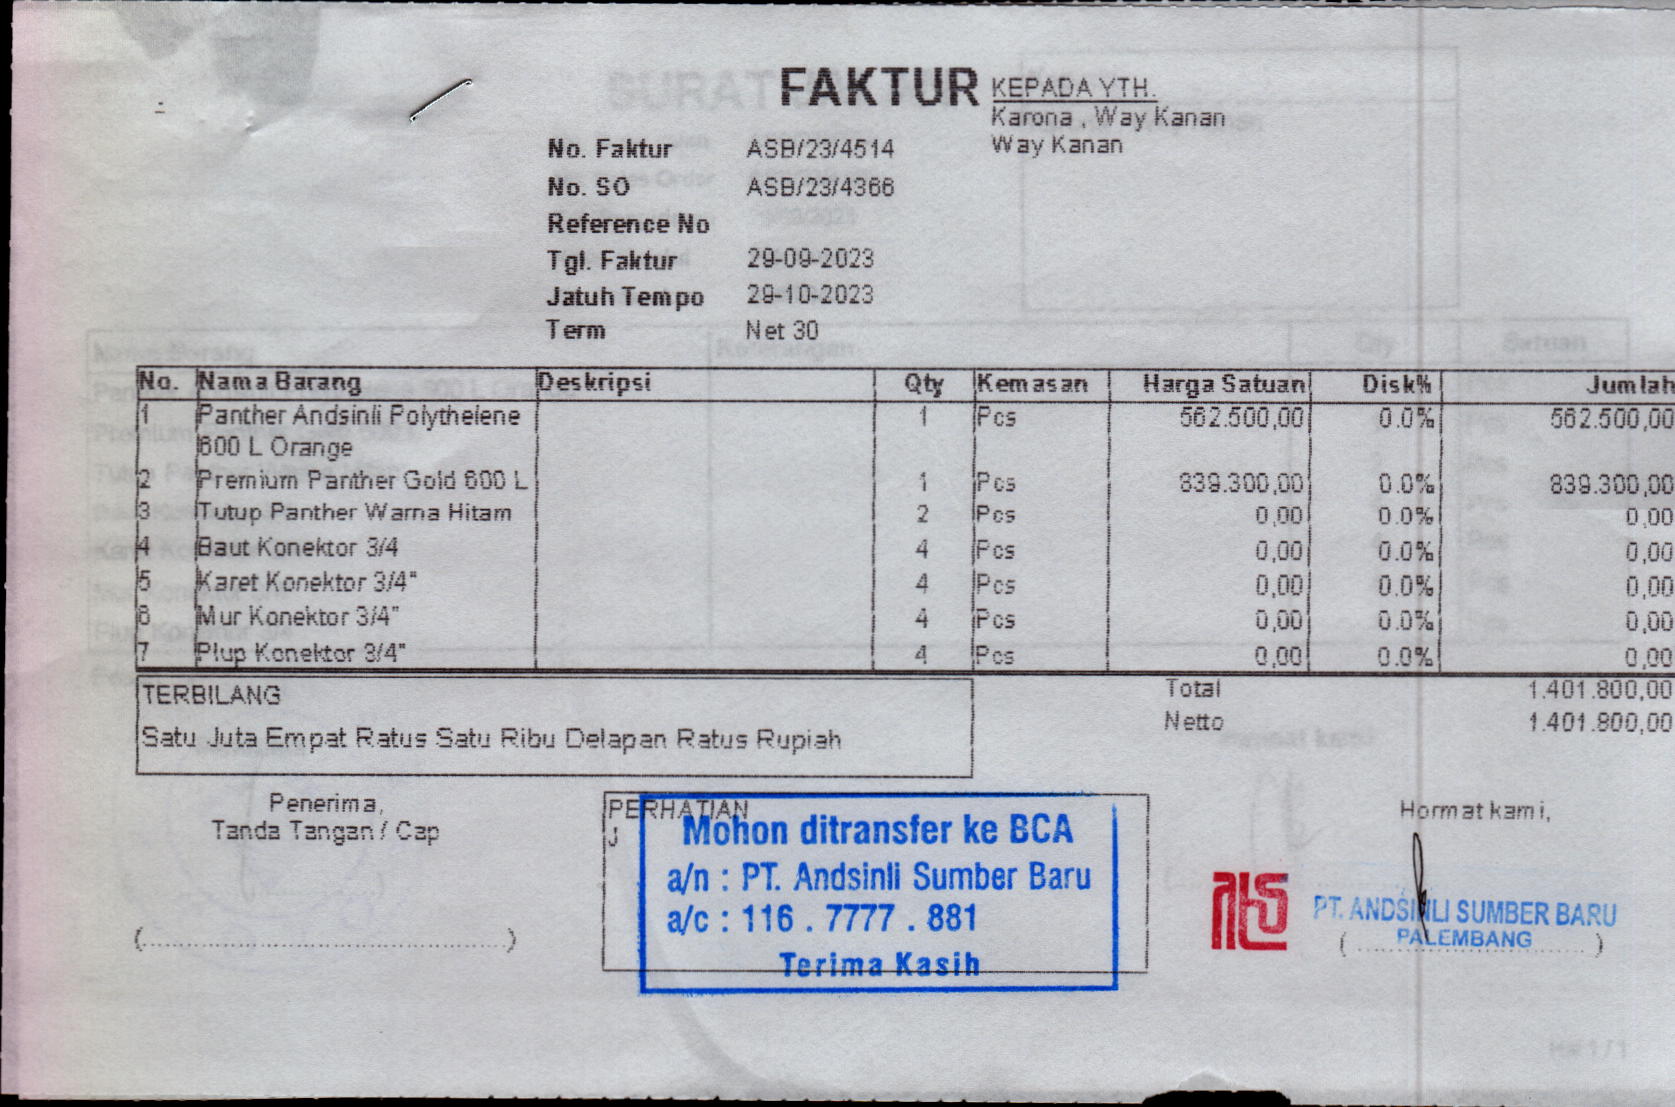 FAKTUR
KEPADA YTH.
Karona , Way Kanan
Way Kanan
No. Faktur ASB/23/4514
No. SO ASB/23/4366
Reference No
Tgl. Faktur 29-09-2023
Jatuh Tempo 29-10-2023
Term Net 30
No. Nama Barang Deskripsi Qty Kemasan Harga Satuan Disk% Jumlah
1 Panther Andsinli Polythelene 1 Pcs 562.500,00 0.0% 562.500,00
600 L Orange
2 Premium Panther Gold 600 L 1 Pcs 839.300,00 0.0% 839.300,00
3 Tutup Panther Warna Hitam 2 Pcs 0,00 0.0% 0,00
4 Baut Konektor 3/4 4 Pcs 0,00 0.0% 0,00
5 Karet Konektor 3/4" 4 Pcs 0,00 0.0% 0,00
6 Mur Konektor 3/4" 4 Pcs 0,00 0.0% 0,00
7 Plup Konektor 3/4" 4 Pcs 0,00 0.0% 0,00
TERBILANG
Satu Juta Empat Ratus Satu Ribu Delapan Ratus Rupiah
Total 1.401.800,00
Netto 1.401.800,00
Penerima,
Tanda Tangan / Cap
PERHATIAN
J
Mohon ditransfer ke BCA
a/n : PT. Andsinli Sumber Baru
a/c : 116 . 7777 . 881
Terima Kasih
Hormat kami,
PT. ANDSINLI SUMBER BARU
PALEMBANG